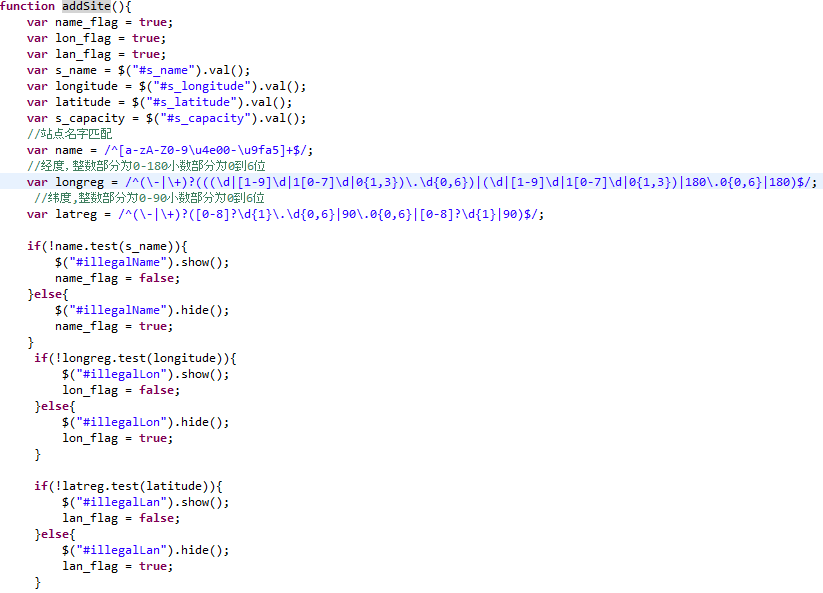 function addSite(){
var name_flag = true;
var lon_flag = true;
var lan_flag = true;
var s_name = $("#s_name").val();
var longitude = $("#s_longitude").val();
var latitude = $("#s_latitude").val();
var s_capacity = $("#s_capacity").val();
//站点名字匹配
var name = /^[a-zA-Z0-9\u4e00-\u9fa5]+$/;
//经度,整数部分为0-180小数部分为0到6位
var longreg = /^(\-|\+)?(((\d|[1-9]\d|1[0-7]\d|0{1,3})\.\d{0,6})|(\d|[1-9]\d|1[0-7]\d|0{1,3})|180\.0{0,6}|180)$/;
//纬度,整数部分为0-90小数部分为0到6位
var latreg = /^(\-|\+)?([0-8]?\d{1}\.\d{0,6}|90\.0{0,6}|[0-8]?\d{1}|90)$/;
if(!name.test(s_name)){
$("#illegalName").show();
name_flag = false;
}else{
$("#illegalName").hide();
name_flag = true;
}
if(!longreg.test(longitude)){
$("#illegalLon").show();
lon_flag = false;
}else{
$("#illegalLon").hide();
lon_flag = true;
}
if(!latreg.test(latitude)){
$("#illegalLan").show();
lan_flag = false;
}else{
$("#illegalLan").hide();
lan_flag = true;
}